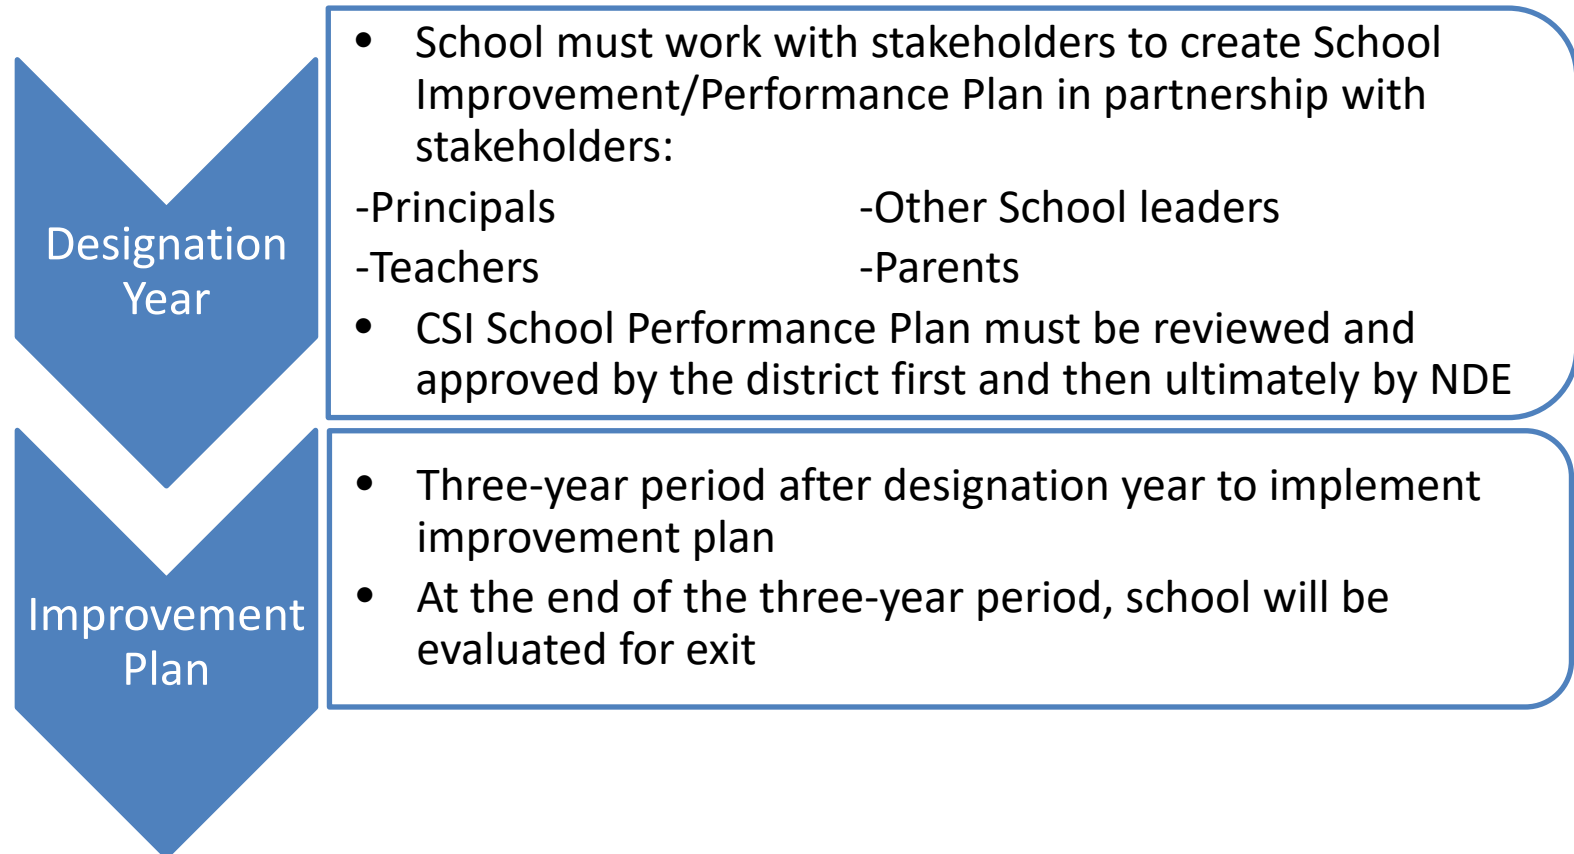 Designation
Year
• School must work with stakeholders to create School
Improvement/Performance Plan in partnership with
stakeholders:
-Principals -Other School leaders
-Teachers -Parents
• CSI School Performance Plan must be reviewed and
approved by the district first and then ultimately by NDE
Improvement
Plan
• Three-year period after designation year to implement
improvement plan
• At the end of the three-year period, school will be
evaluated for exit